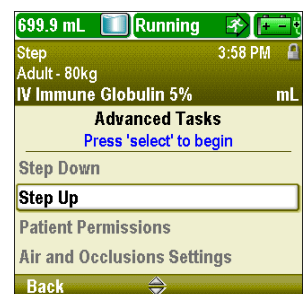 699.9 mL Running
Step 3:58 PM
Adult - 80kg
IV Immune Globulin 5% mL
Advanced Tasks
Press 'select' to begin
Step Down
Step Up
Patient Permissions
Air and Occlusions Settings
Back